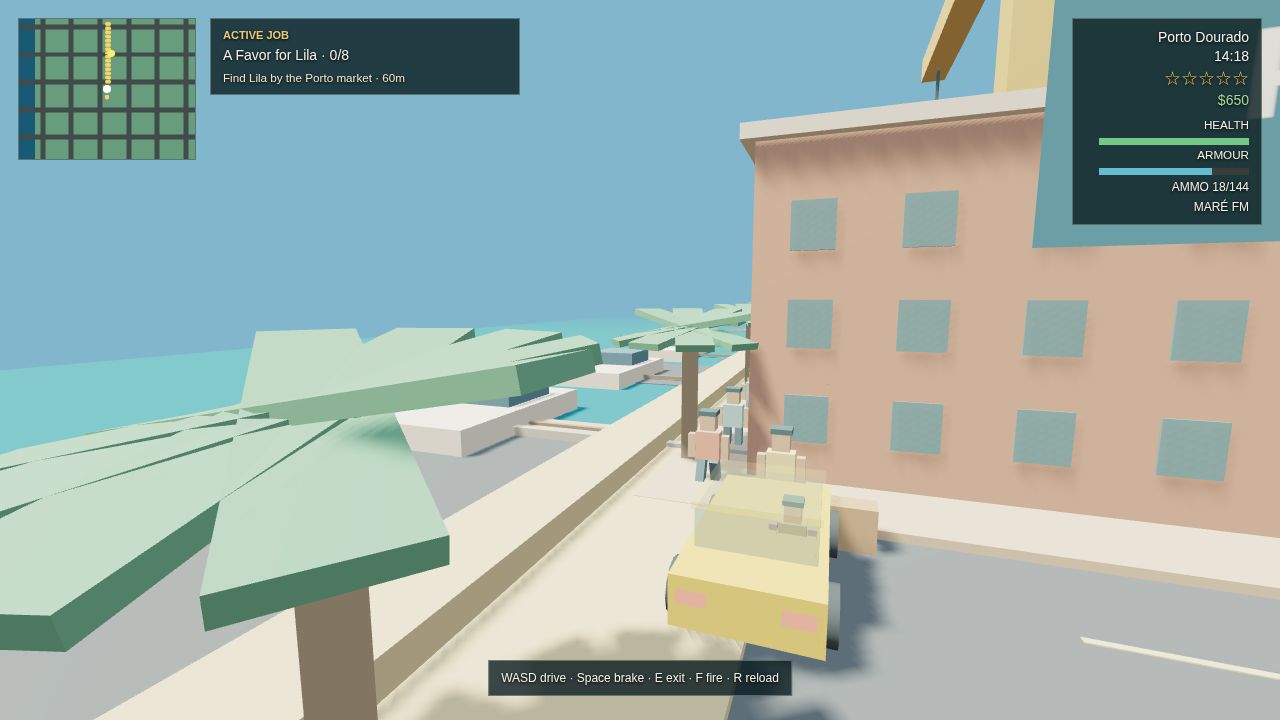 ACTIVE JOB
A Favor for Lila · 0/8
Find Lila by the Porto market · 60m
Porto Dourado
14:18
☆☆☆☆☆
$650
HEALTH
ARMOUR
AMMO 18/144
MARÉ FM
WASD drive · Space brake · E exit · F fire · R reload